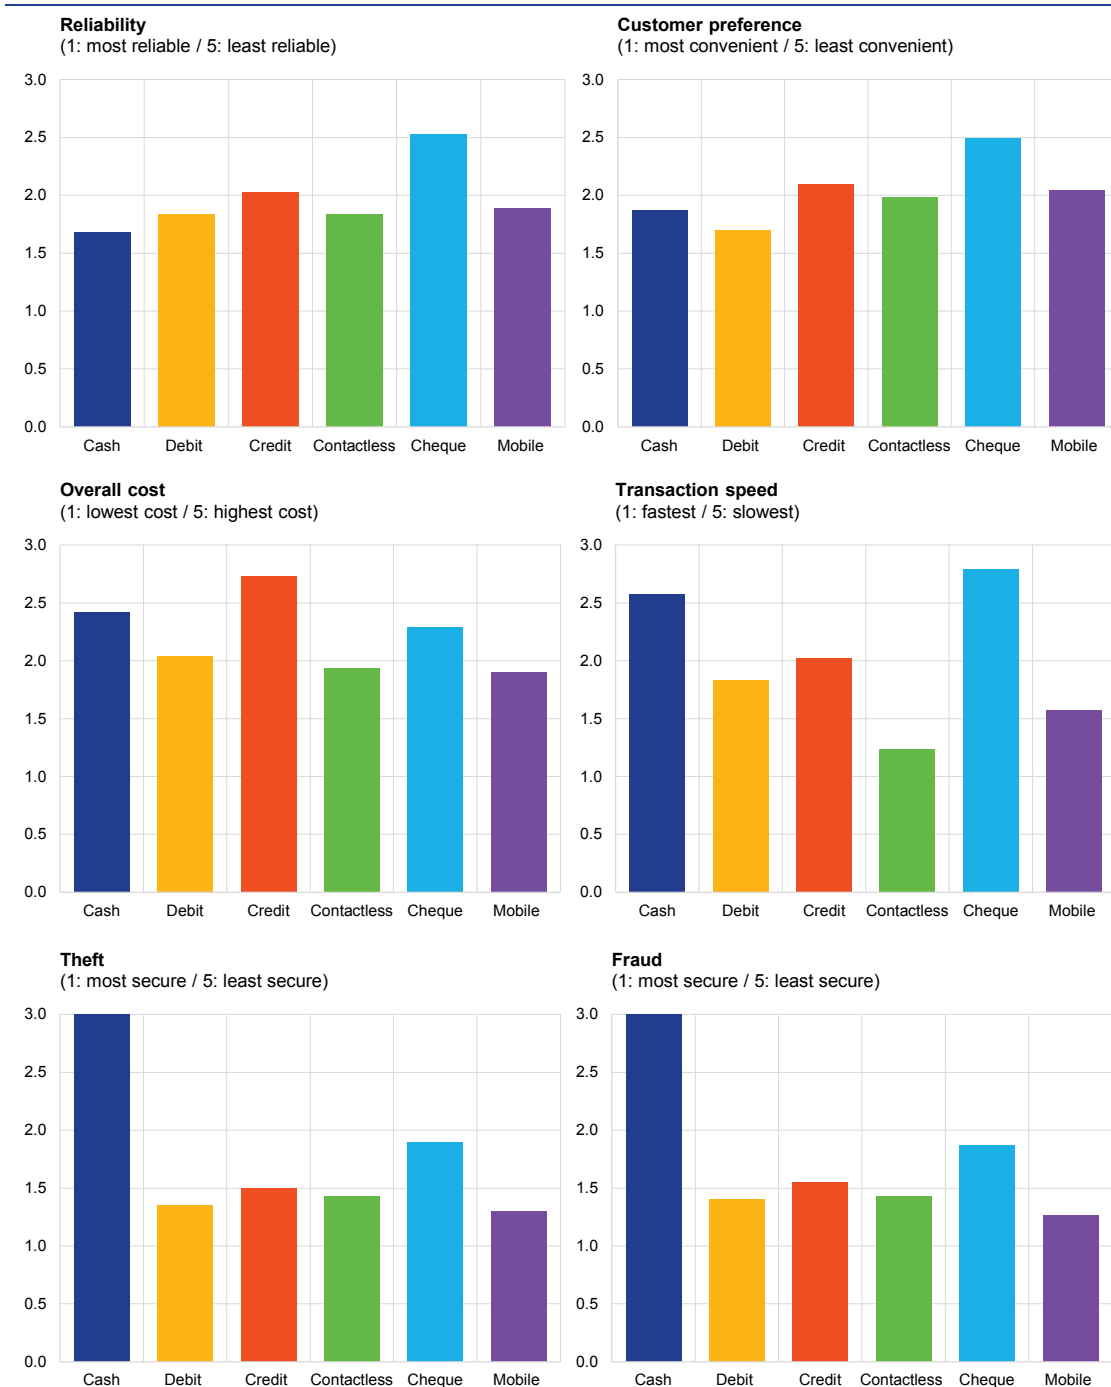 Reliability
(1: most reliable / 5: least reliable)
3.0
2.5
2.0
1.5
1.0
0.5
0.0
Cash Debit Credit Contactless Cheque Mobile
Customer preference
(1: most convenient / 5: least convenient)
3.0
2.5
2.0
1.5
1.0
0.5
0.0
Cash Debit Credit Contactless Cheque Mobile
Overall cost
(1: lowest cost / 5: highest cost)
3.0
2.5
2.0
1.5
1.0
0.5
0.0
Cash Debit Credit Contactless Cheque Mobile
Transaction speed
(1: fastest / 5: slowest)
3.0
2.5
2.0
1.5
1.0
0.5
0.0
Cash Debit Credit Contactless Cheque Mobile
Theft
(1: most secure / 5: least secure)
3.0
2.5
2.0
1.5
1.0
0.5
0.0
Cash Debit Credit Contactless Cheque Mobile
Fraud
(1: most secure / 5: least secure)
3.0
2.5
2.0
1.5
1.0
0.5
0.0
Cash Debit Credit Contactless Cheque Mobile